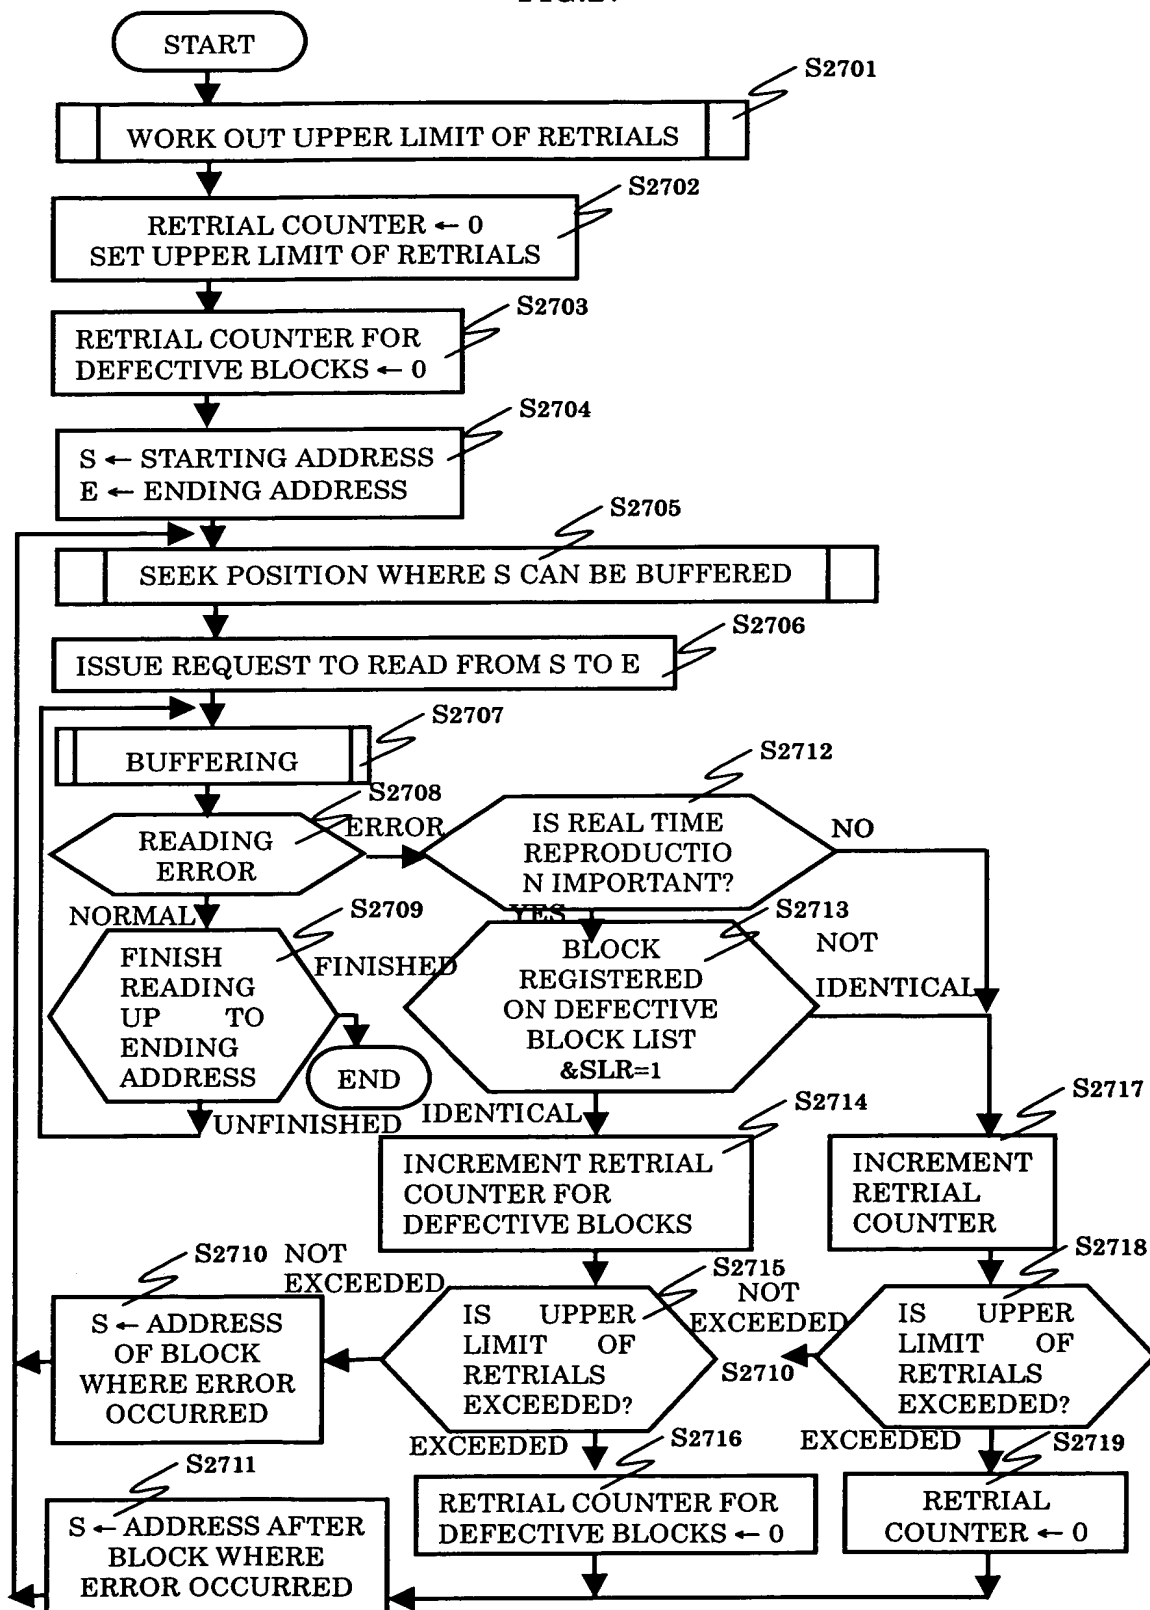 START
S2701
WORK OUT UPPER LIMIT OF RETRIALS
S2702
RETRIAL COUNTER ← 0
SET UPPER LIMIT OF RETRIALS
S2703
RETRIAL COUNTER FOR
DEFECTIVE BLOCKS ← 0
S2704
S ← STARTING ADDRESS
E ← ENDING ADDRESS
S2705
SEEK POSITION WHERE S CAN BE BUFFERED
S2706
ISSUE REQUEST TO READ FROM S TO E
S2707
BUFFERING
S2708
READING
ERROR
ERROR
S2712
IS REAL TIME
REPRODUCTIO
N IMPORTANT?
NO
YES
NORMAL
S2709
FINISH
READING
UP TO
ENDING
ADDRESS
FINISHED
END
UNFINISHED
S2713
BLOCK
REGISTERED
ON DEFECTIVE
BLOCK LIST
&SLR=1
NOT
IDENTICAL
IDENTICAL
S2714
INCREMENT RETRIAL
COUNTER FOR
DEFECTIVE BLOCKS
S2717
INCREMENT
RETRIAL
COUNTER
S2710
S ← ADDRESS
OF BLOCK
WHERE ERROR
OCCURRED
NOT
EXCEEDED
S2715
IS UPPER
LIMIT OF
RETRIALS
EXCEEDED?
NOT
EXCEEDED
S2710
S2718
IS UPPER
LIMIT OF
RETRIALS
EXCEEDED?
EXCEEDED
EXCEEDED
S2711
S ← ADDRESS AFTER
BLOCK WHERE
ERROR OCCURRED
S2716
RETRIAL COUNTER FOR
DEFECTIVE BLOCKS ← 0
S2719
RETRIAL
COUNTER ← 0